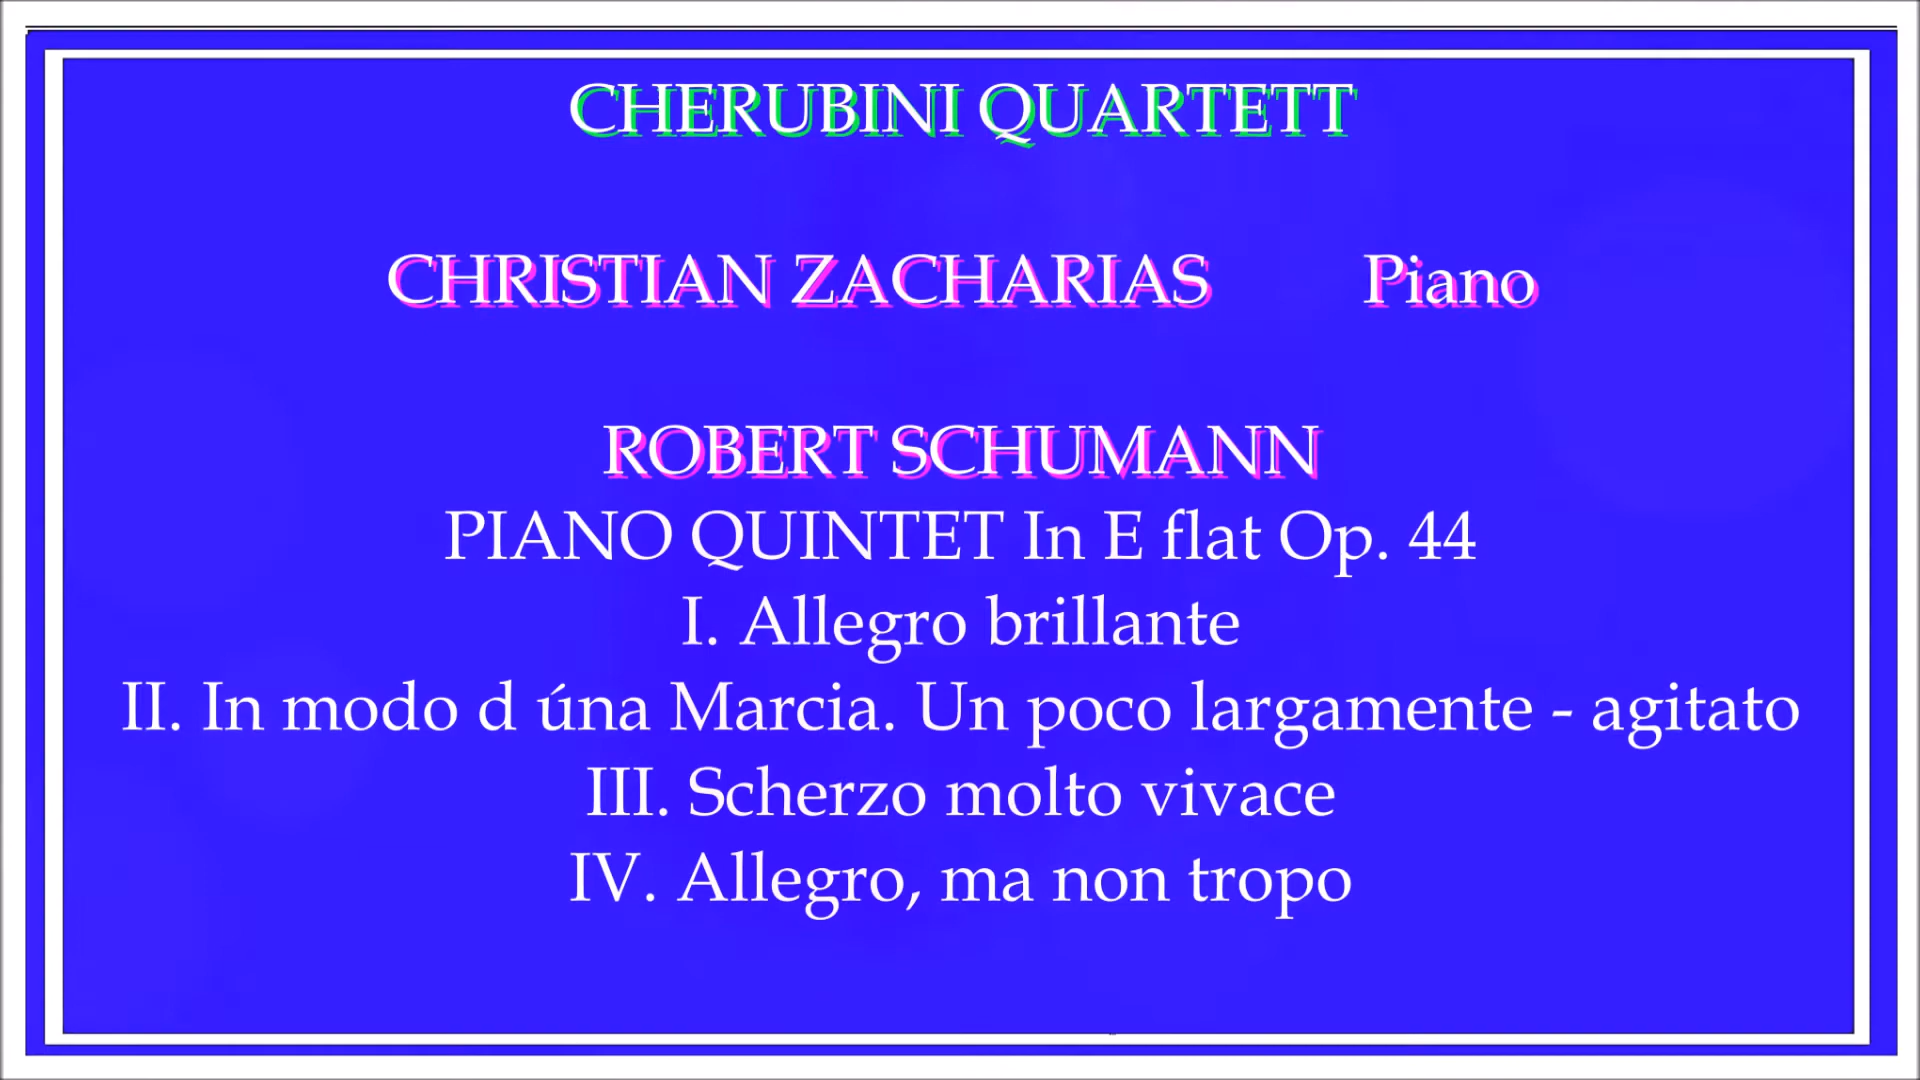 CHERUBINI QUARTETT
CHRISTIAN ZACHARIAS Piano
ROBERT SCHUMANN
PIANO QUINTET In E flat Op. 44
I. Allegro brillante
II. In modo d úna Marcia. Un poco largamente - agitato
III. Scherzo molto vivace
IV. Allegro, ma non tropo